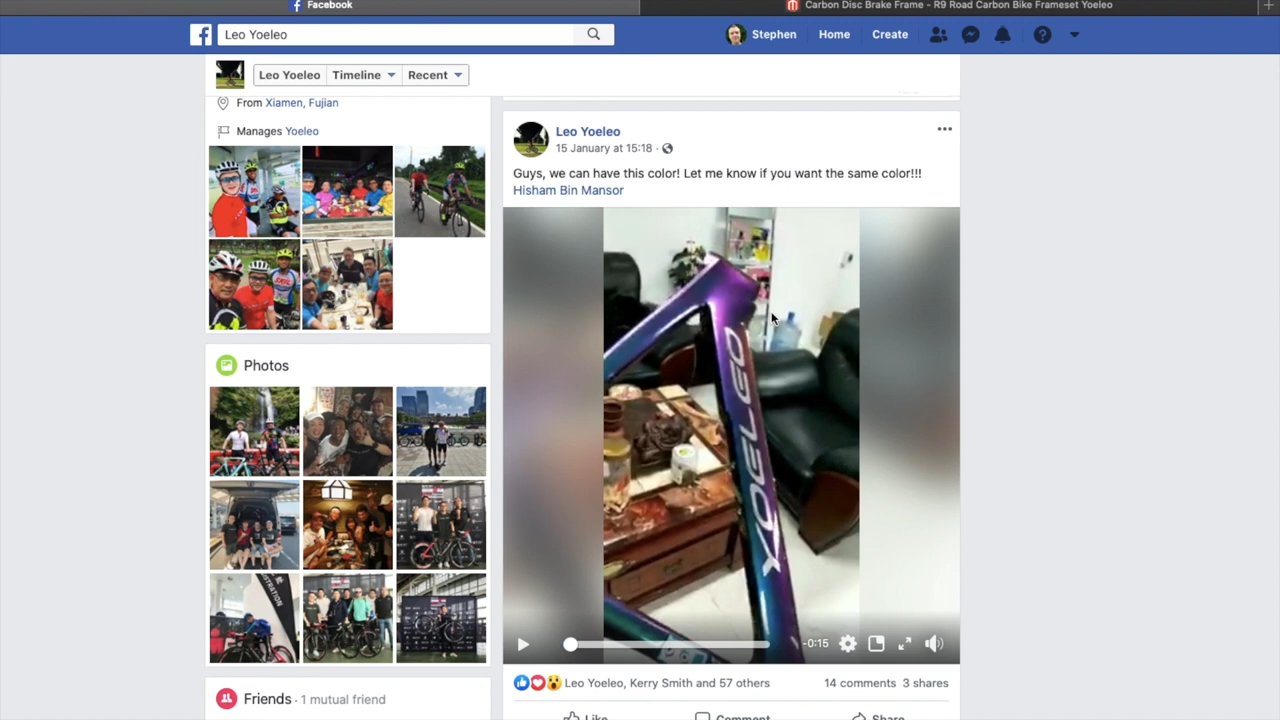 Facebook
Carbon Disc Brake Frame - R9 Road Carbon Bike Frameset Yoeleo
Leo Yoeleo
Stephen
Home
Create
Leo Yoeleo
Timeline
Recent
From Xiamen, Fujian
Manages Yoeleo
Photos
Friends · 1 mutual friend
Leo Yoeleo
15 January at 15:18 ·
Guys, we can have this color! Let me know if you want the same color!!!
Hisham Bin Mansor
YOELEO
-0:15
Leo Yoeleo, Kerry Smith and 57 others
14 comments 3 shares
Like
Comment
Share